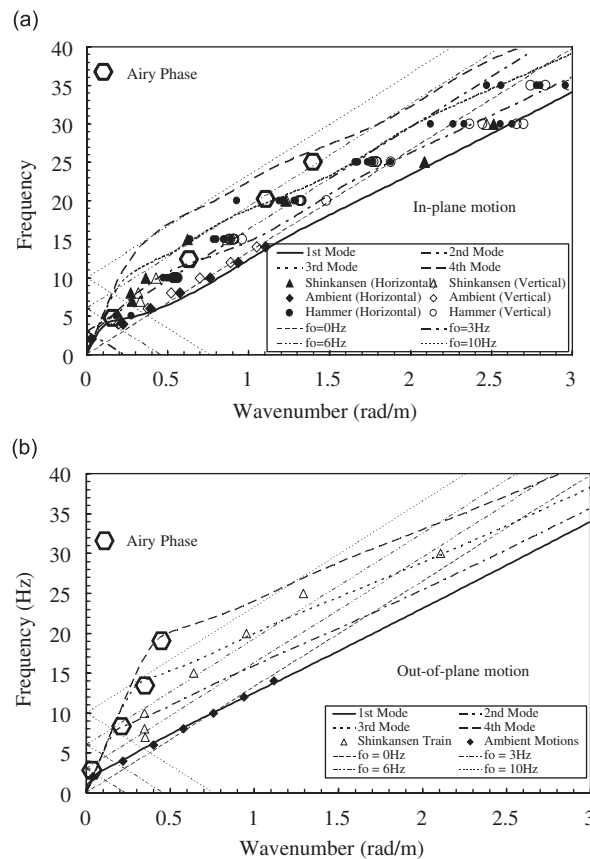 (a)
40
35
30
25
20
15
10
5
0
Frequency
Airy Phase
In-plane motion
1st Mode 2nd Mode
3rd Mode 4th Mode
Shinkansen (Horizontal) Shinkansen (Vertical)
Ambient (Horizontal) Ambient (Vertical)
Hammer (Horizontal) Hammer (Vertical)
fo=0Hz fo=3Hz
fo=6Hz fo=10Hz
0 0.5 1 1.5 2 2.5 3
Wavenumber (rad/m)
(b)
40
35
30
25
20
15
10
5
0
Frequency (Hz)
Airy Phase
Out-of-plane motion
1st Mode 2nd Mode
3rd Mode 4th Mode
Shinkansen Train Ambient Motions
fo = 0Hz fo = 3Hz
fo = 6Hz fo = 10Hz
0 0.5 1 1.5 2 2.5 3
Wavenumber (rad/m)